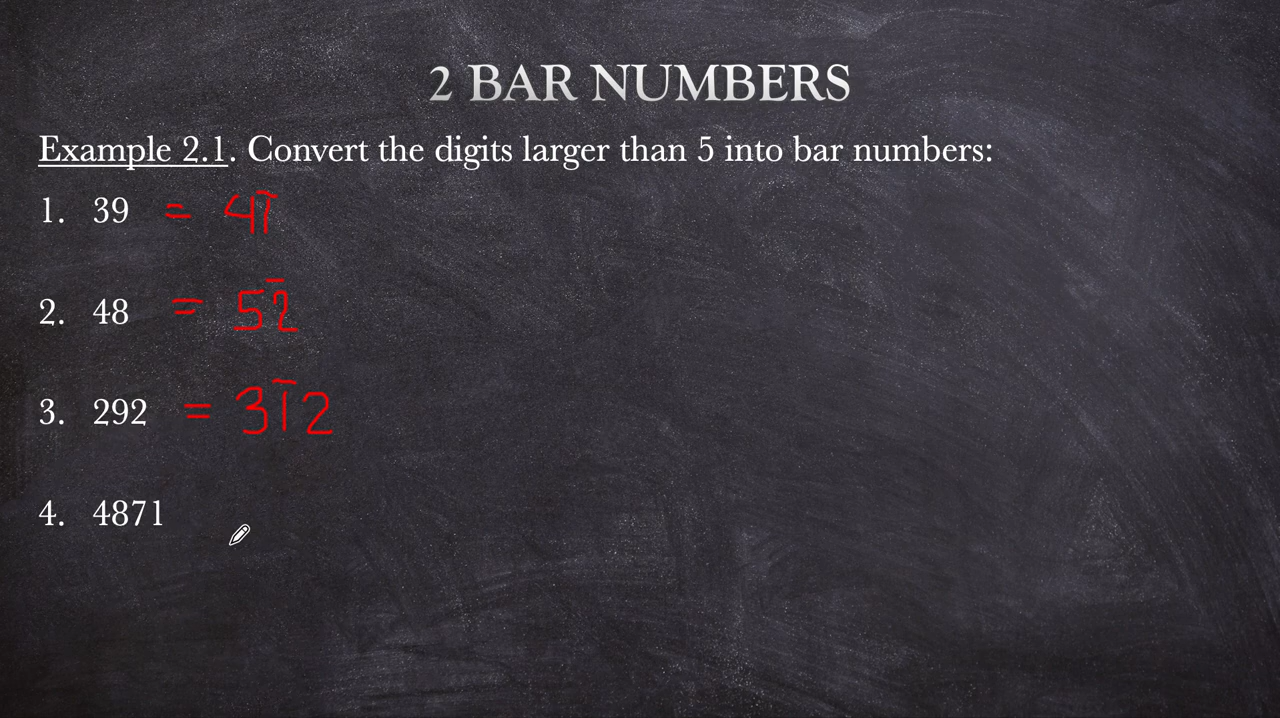 2 BAR NUMBERS
Example 2.1. Convert the digits larger than 5 into bar numbers:
1. 39 = 41̅
2. 48 = 52̅
3. 292 = 31̅2
4. 4871